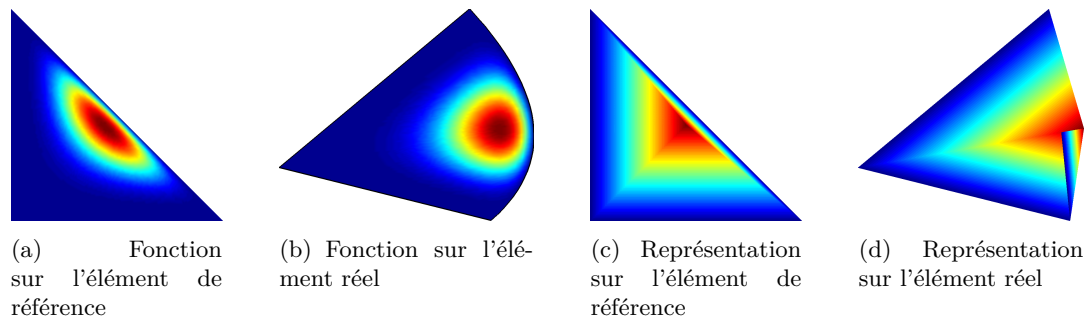 (a) Fonction
sur l'élément de
référence
(b) Fonction sur l'élé-
ment réel
(c) Représentation
sur l'élément de
référence
(d) Représentation
sur l'élément réel